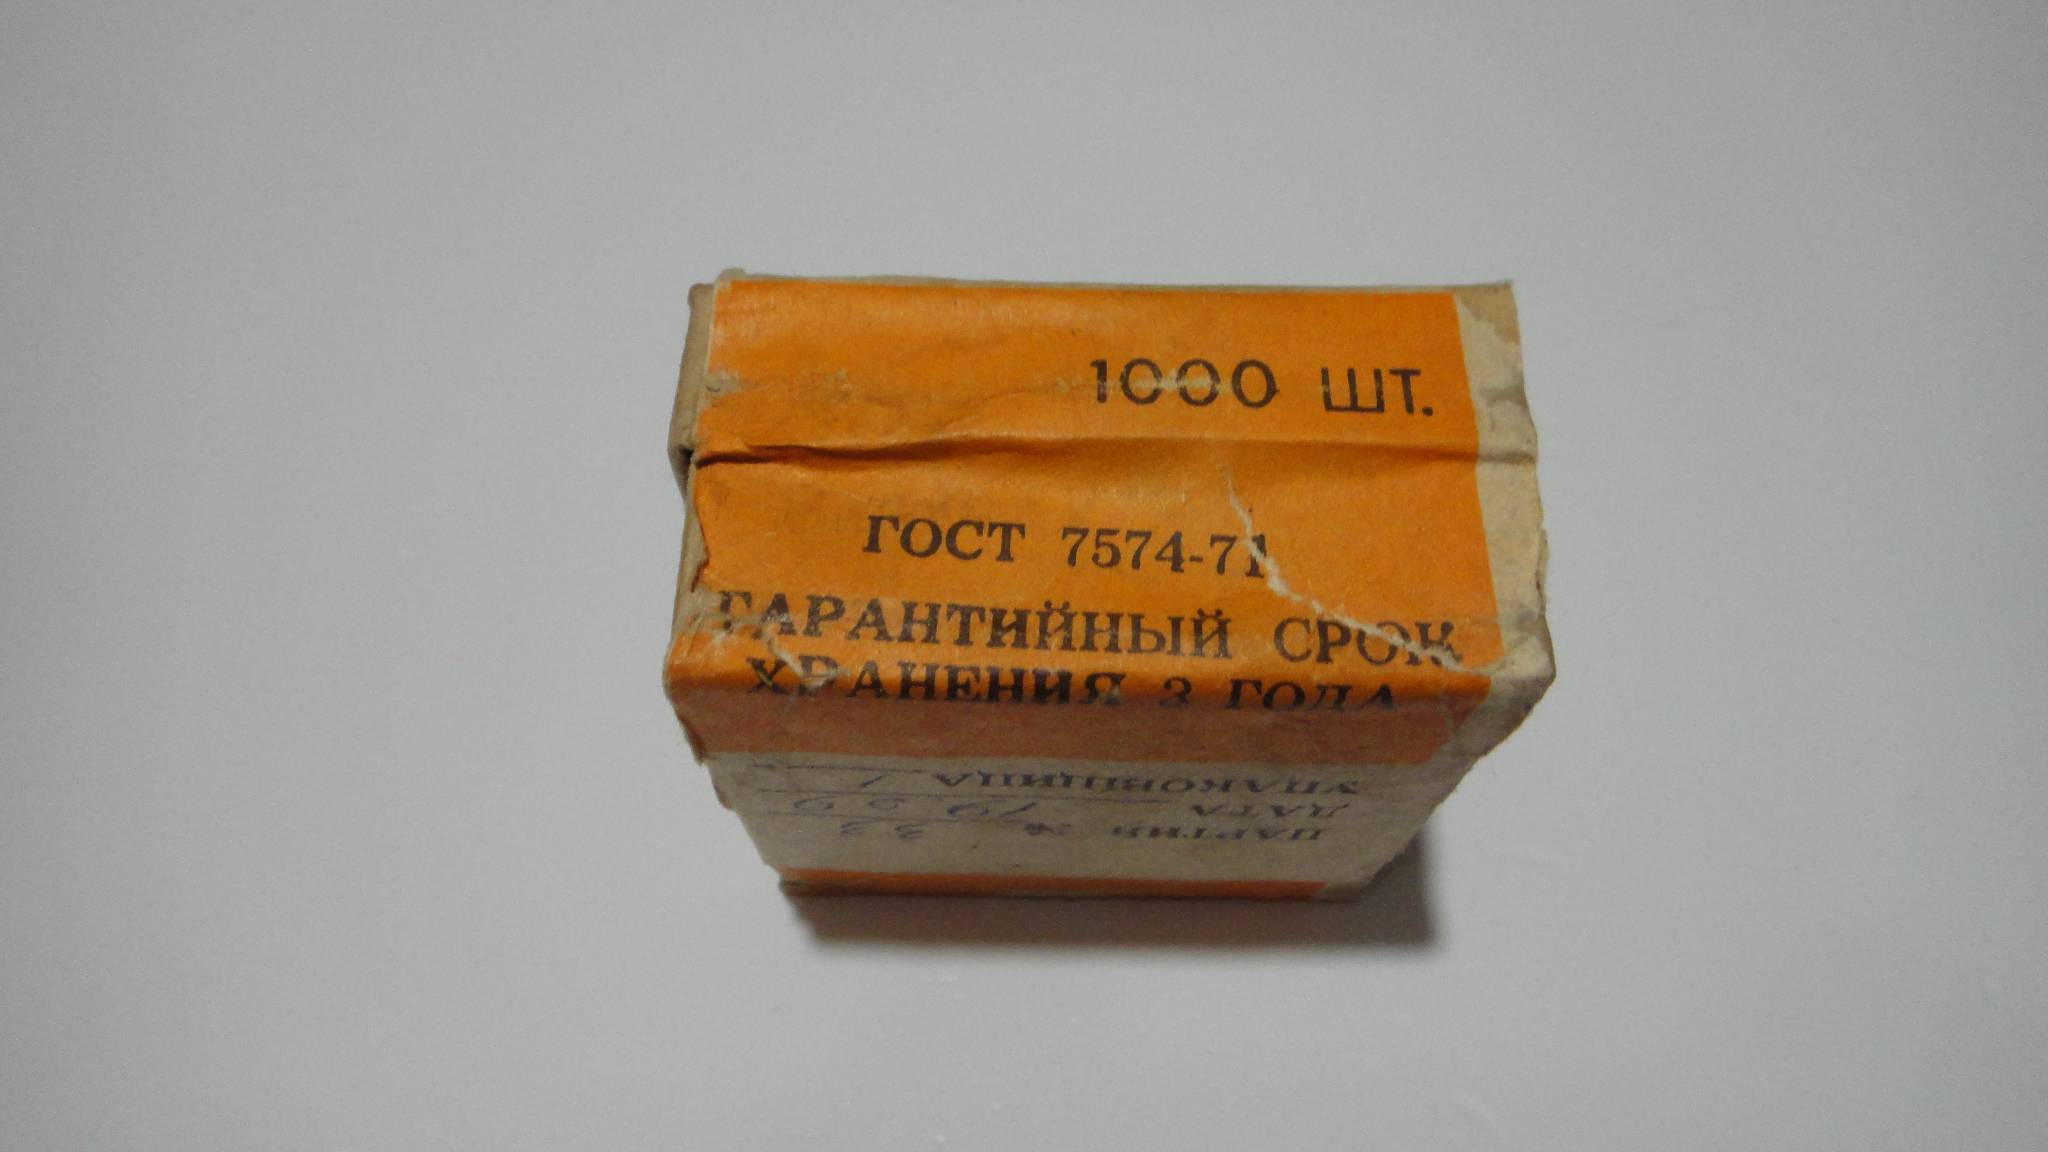 1000 ШТ.
ГОСТ 7574-71
ГАРАНТИЙНЫЙ СРОК
ХРАНЕНИЯ 3 ГОДА
ПАРТИЯ №
ДАТА
УПАКОВЩИЦА